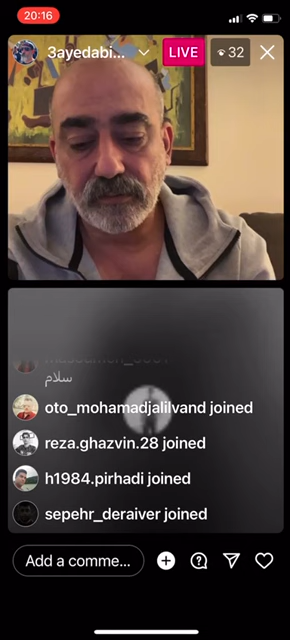 20:16
3ayedabi...
LIVE
32
سلام
oto_mohamadjalilvand joined
reza.ghazvin.28 joined
h1984.pirhadi joined
sepehr_deraiver joined
Add a comme...